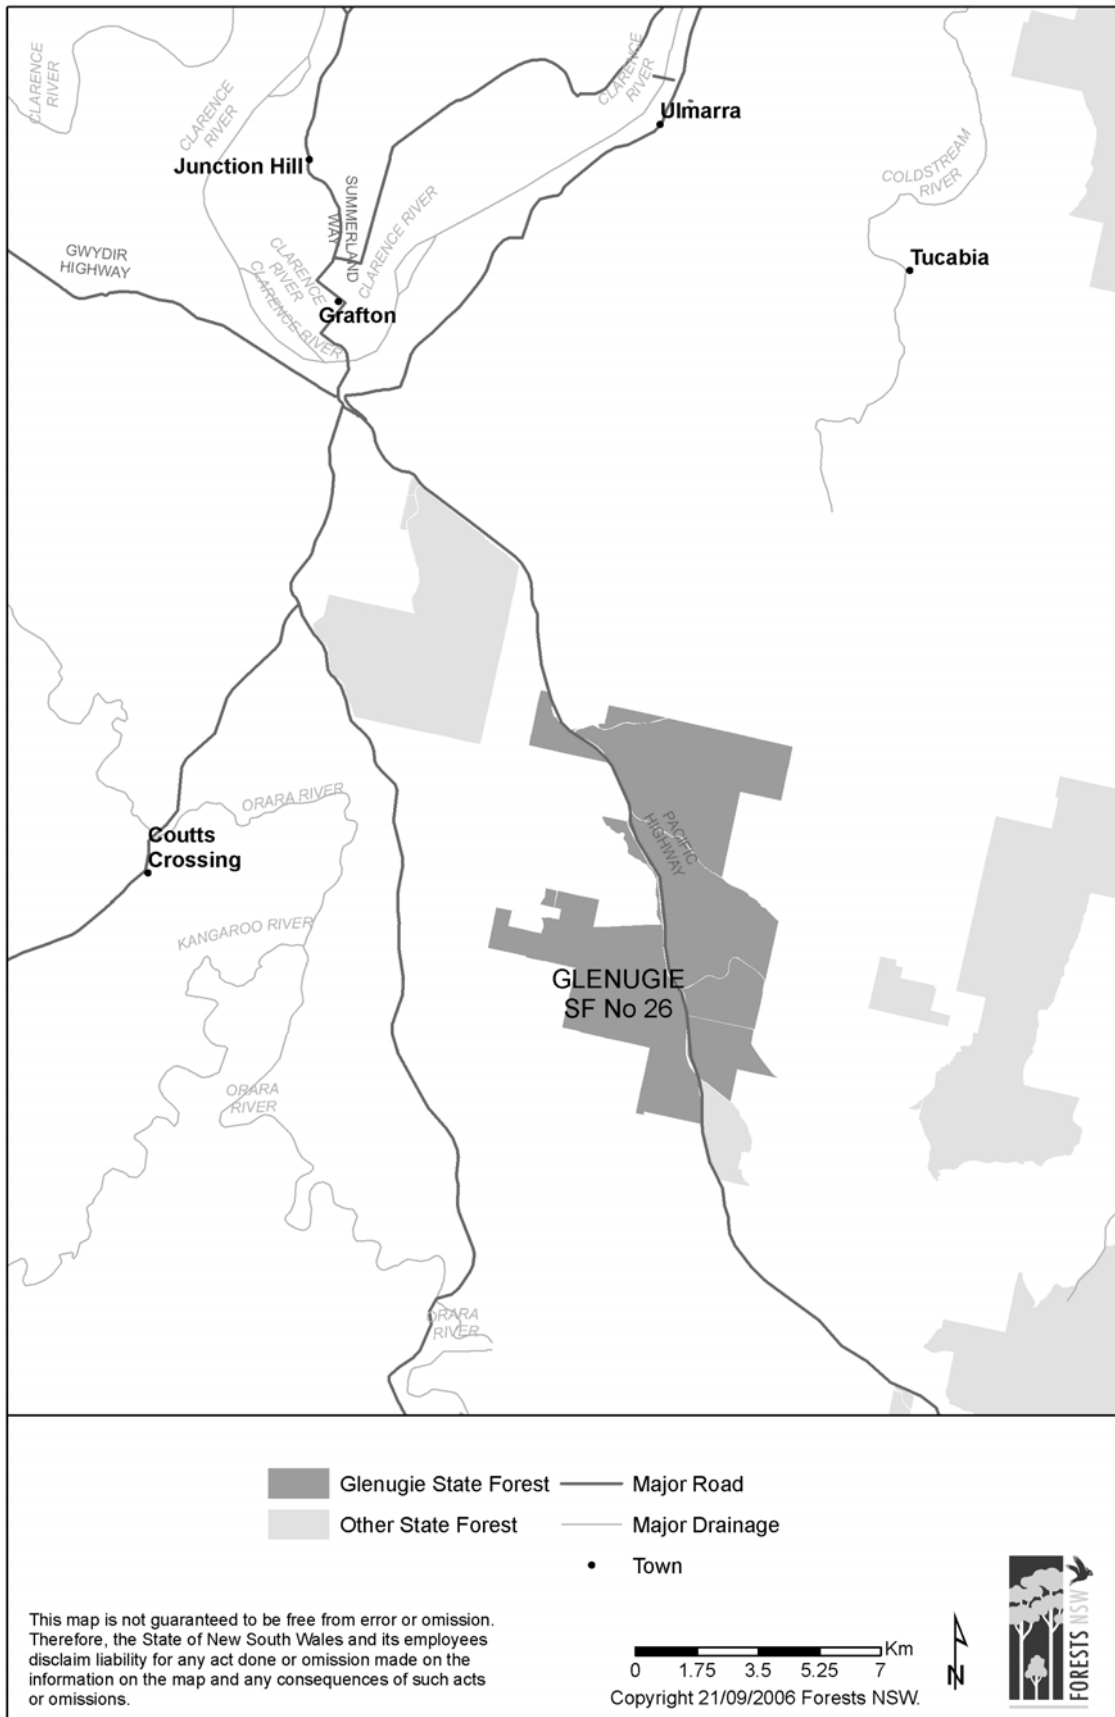 CLARENCE
RIVER
CLARENCE
RIVER
CLARENCE
RIVER
Ulmarra
Junction Hill
SUMMERLAND
WAY
COLDSTREAM
RIVER
CLARENCE RIVER
GWYDIR
HIGHWAY
CLARENCE
RIVER
CLARENCE RIVER
Tucabia
Grafton
ORARA RIVER
PACIFIC
HIGHWAY
Coutts
Crossing
KANGAROO RIVER
GLENUGIE
SF No 26
ORARA
RIVER
ORARA
RIVER
Glenugie State Forest
Major Road
Other State Forest
Major Drainage
Town
This map is not guaranteed to be free from error or omission.
Therefore, the State of New South Wales and its employees
disclaim liability for any act done or omission made on the
information on the map and any consequences of such acts
or omissions.
Km
0 1.75 3.5 5.25 7
Copyright 21/09/2006 Forests NSW.
N
FORESTS NSW